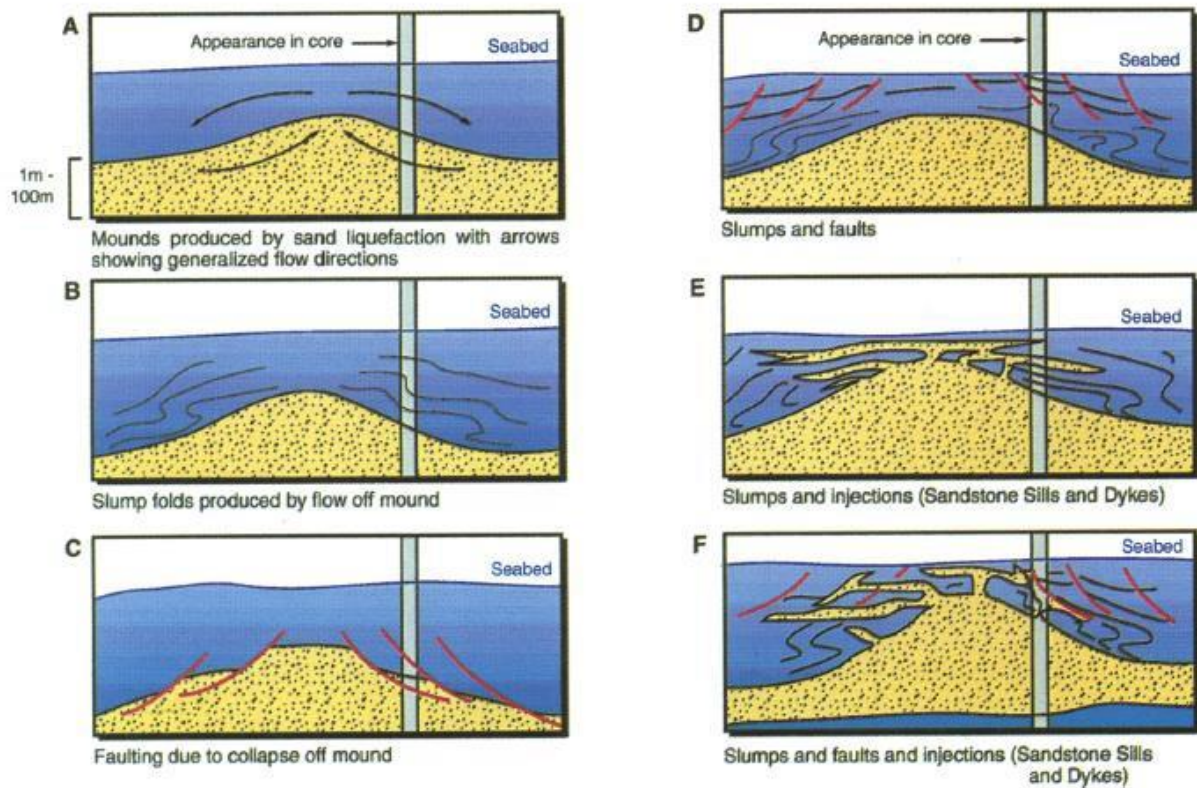 A
Appearance in core
Seabed
1m -
100m
Mounds produced by sand liquefaction with arrows
showing generalized flow directions
B
Seabed
Slump folds produced by flow off mound
C
Seabed
Faulting due to collapse off mound
D
Appearance in core
Seabed
Slumps and faults
E
Seabed
Slumps and injections (Sandstone Sills and Dykes)
F
Seabed
Slumps and faults and injections (Sandstone Sills
and Dykes)